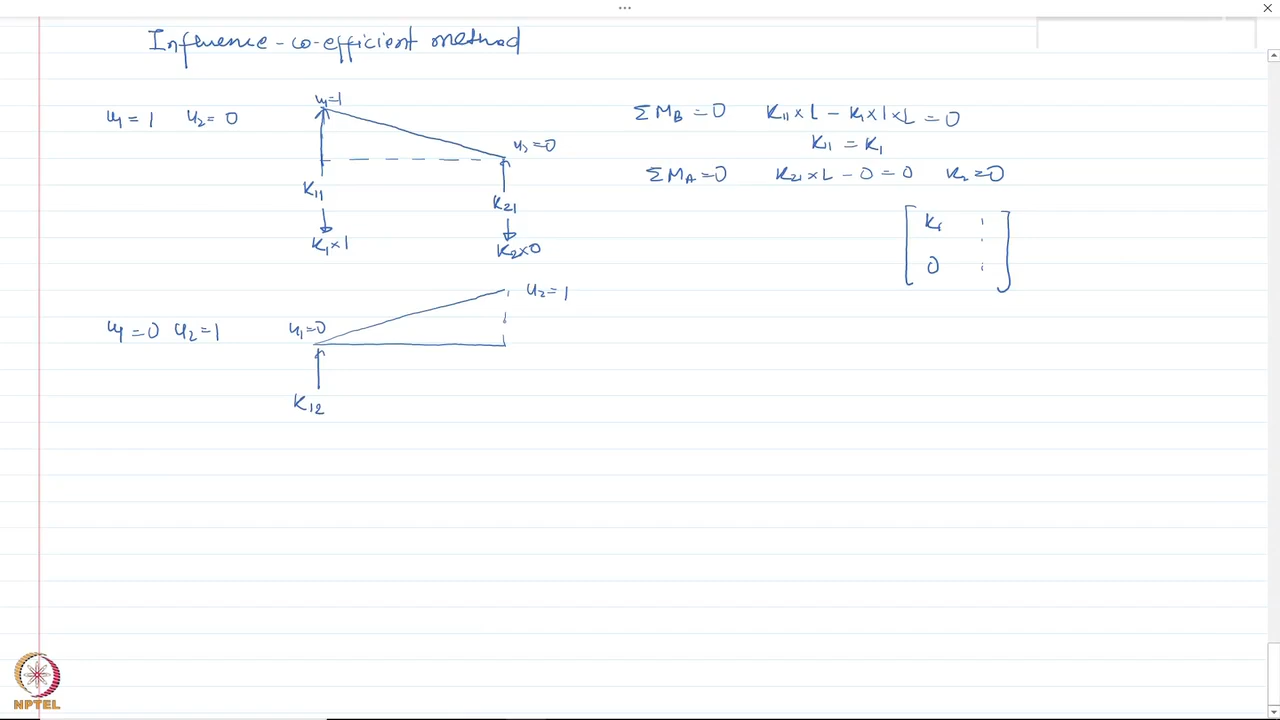 Influence-co-efficient method
u1=1
u1 = 1 u2 = 0
u2 = 0
ΣMB = 0 K11 × L - K1 × 1 × L = 0
K11 = K1
ΣMA = 0 K21 × L - 0 = 0 K21 = 0
K11
K21
K1 × 1
K2 × 0
K1
0
u2 = 1
u1 = 0 u2 = 1
u1 = 0
K12
NPTEL